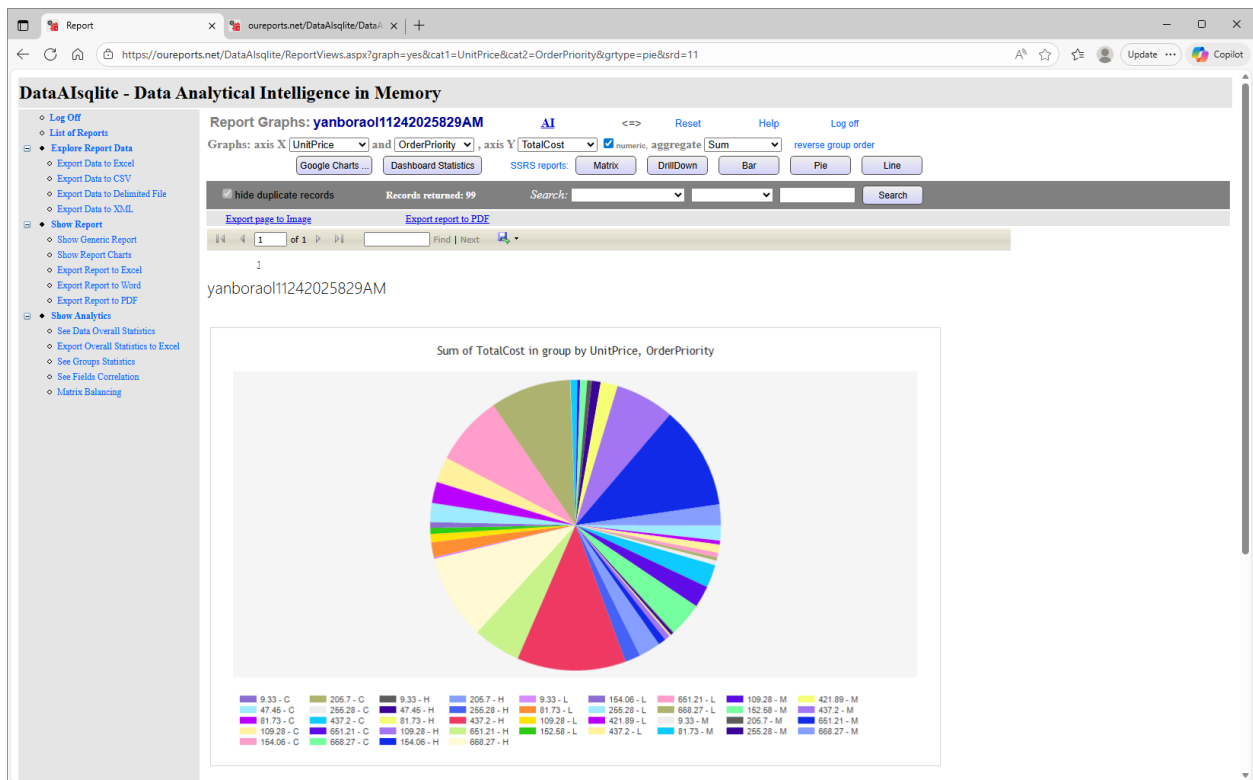 Report
oureports.net/DataAIsqlite/DataA
https://oureports.net/DataAIsqlite/ReportViews.aspx?graph=yes&cat1=UnitPrice&cat2=OrderPriority&grtype=pie&srd=11
Update
Copilot
DataAIsqlite - Data Analytical Intelligence in Memory
Log Off
List of Reports
Explore Report Data
Export Data to Excel
Export Data to CSV
Export Data to Delimited File
Export Data to XML
Show Report
Show Generic Report
Show Report Charts
Export Report to Excel
Export Report to Word
Export Report to PDF
Show Analytics
See Data Overall Statistics
Export Overall Statistics to Excel
See Groups Statistics
See Fields Correlation
Matrix Balancing
Report Graphs: yanboraol11242025829AM AI <=> Reset Help Log off
Graphs: axis X UnitPrice and OrderPriority , axis Y TotalCost numeric, aggregate Sum reverse group order
Google Charts ... Dashboard Statistics SSRS reports: Matrix DrillDown Bar Pie Line
hide duplicate records Records returned: 99 Search: Search
Export page to Image Export report to PDF
1 of 1 Find | Next
1
yanboraol11242025829AM
Sum of TotalCost in group by UnitPrice, OrderPriority
9.33 - C 205.7 - C 9.33 - H 205.7 - H 9.33 - L 154.06 - L 651.21 - L 109.28 - M 421.89 - M
47.45 - C 255.28 - C 47.45 - H 255.28 - H 81.73 - L 255.28 - L 668.27 - L 152.58 - M 437.2 - M
81.73 - C 437.2 - C 81.73 - H 437.2 - H 109.28 - L 421.89 - L 9.33 - M 205.7 - M 651.21 - M
109.28 - C 651.21 - C 109.28 - H 651.21 - H 152.58 - L 437.2 - L 81.73 - M 255.28 - M 668.27 - M
154.06 - C 668.27 - C 154.06 - H 668.27 - H